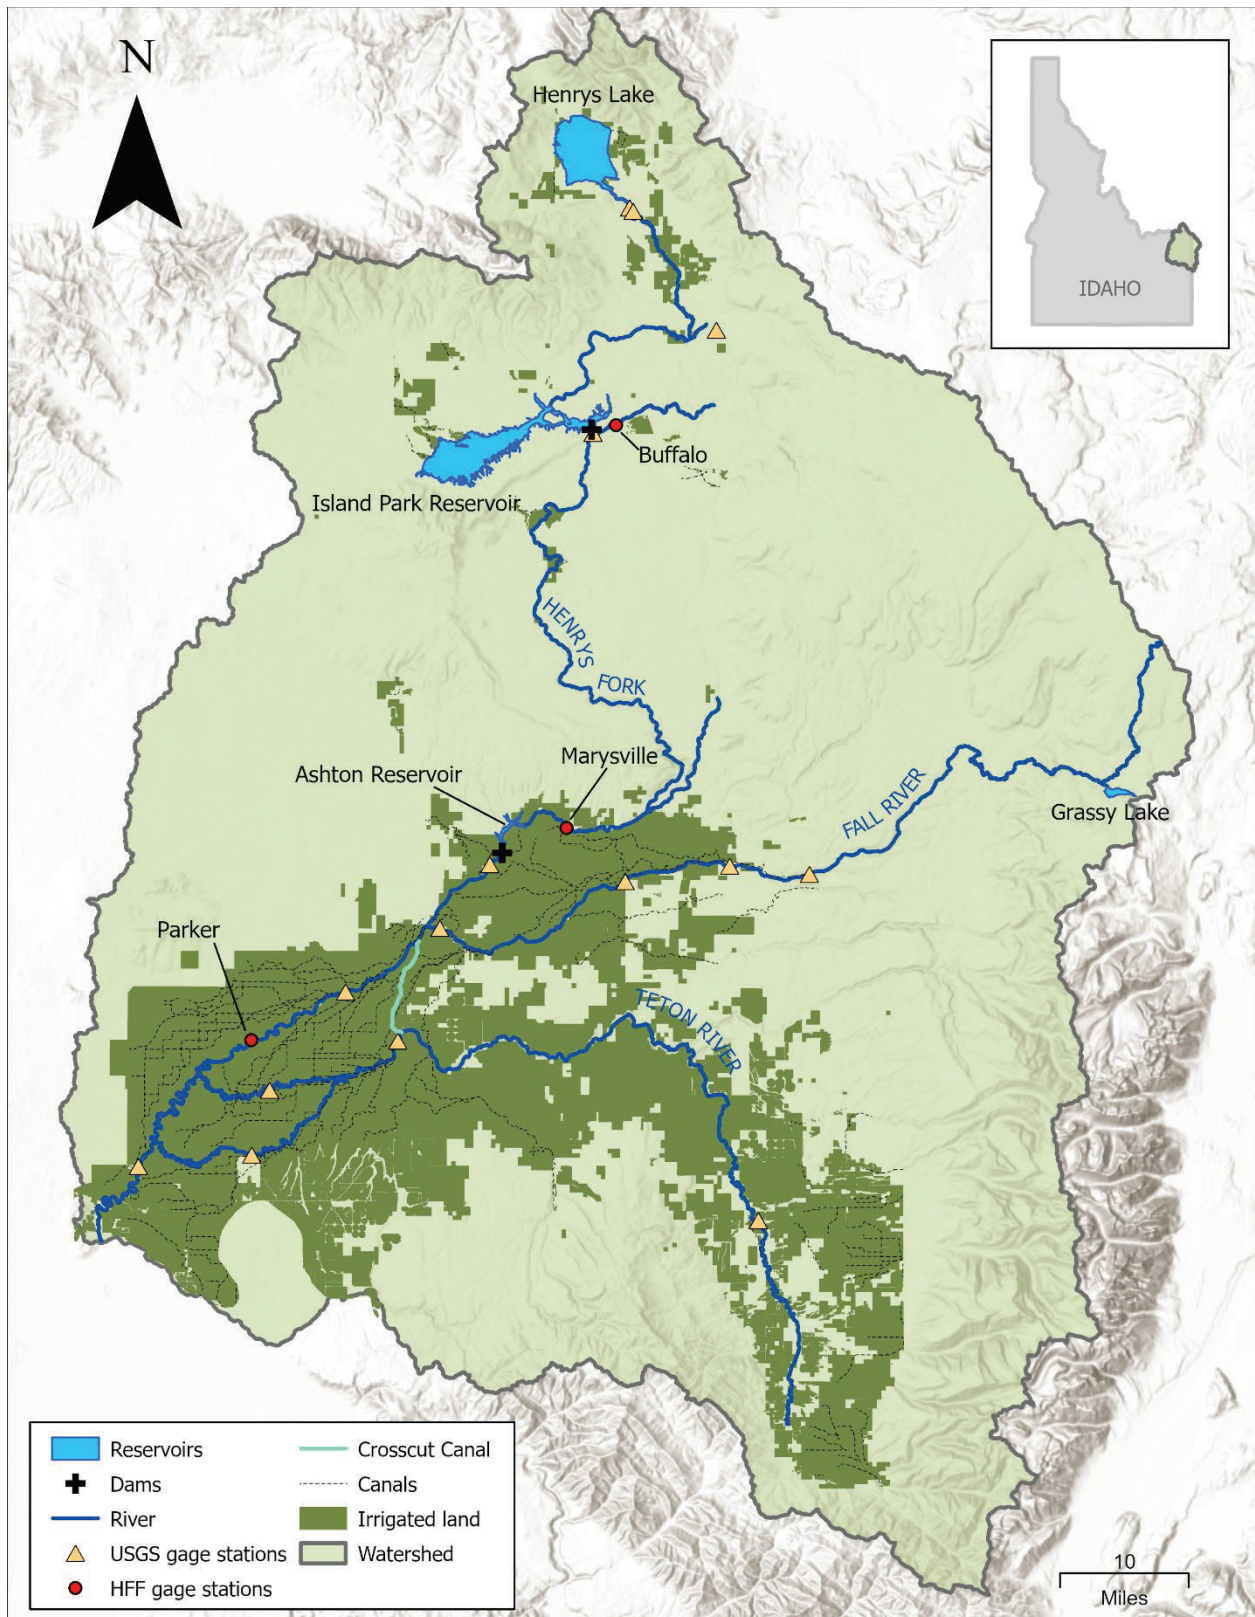 N
Henrys Lake
IDAHO
Buffalo
Island Park Reservoir
HENRYS
FORK
Marysville
Ashton Reservoir
FALL RIVER
Grassy Lake
Parker
TETON RIVER
Reservoirs
Dams
River
USGS gage stations
HFF gage stations
Crosscut Canal
Canals
Irrigated land
Watershed
10
Miles